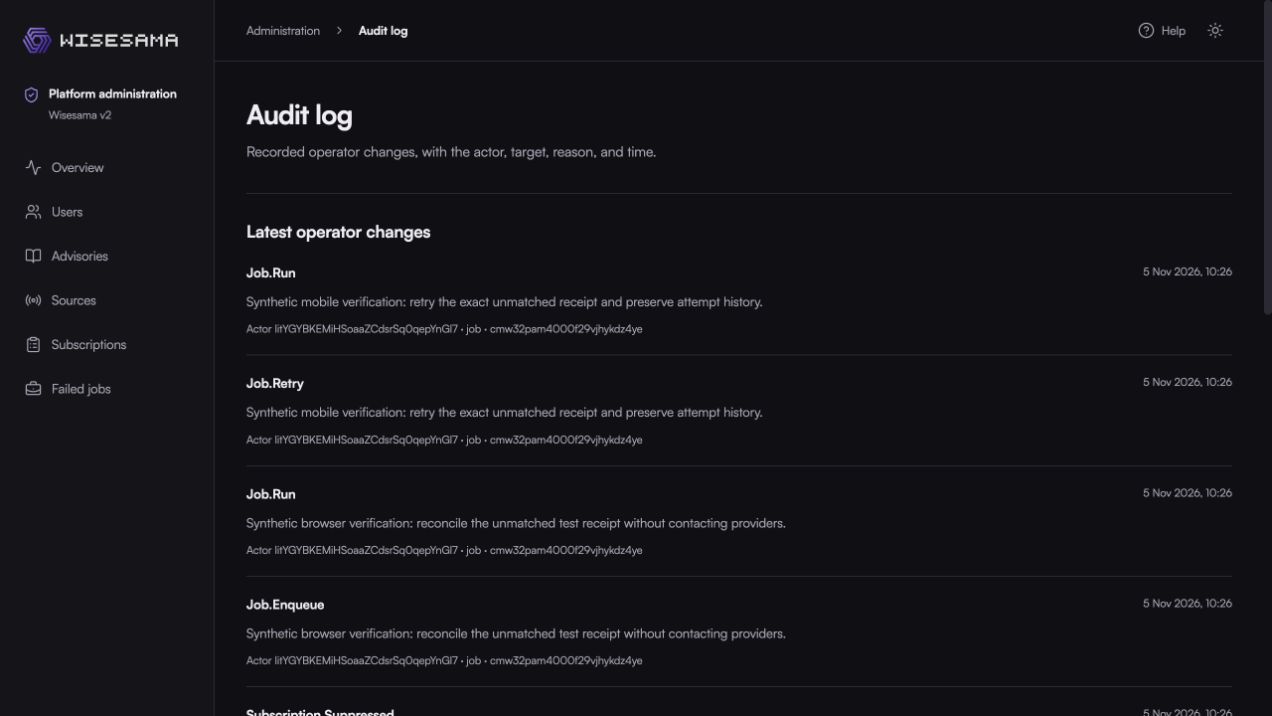 WISESAMA
Administration > Audit log
Help
Platform administration
Wisesama v2
Overview
Users
Advisories
Sources
Subscriptions
Failed jobs
Audit log
Recorded operator changes, with the actor, target, reason, and time.
Latest operator changes
Job.Run
5 Nov 2026, 10:26
Synthetic mobile verification: retry the exact unmatched receipt and preserve attempt history.
Actor litYGYBKEMiHSoaaZCdsrSq0qepYnGl7 · job · cmw32pam4000f29vjhykdz4ye
Job.Retry
5 Nov 2026, 10:26
Synthetic mobile verification: retry the exact unmatched receipt and preserve attempt history.
Actor litYGYBKEMiHSoaaZCdsrSq0qepYnGl7 · job · cmw32pam4000f29vjhykdz4ye
Job.Run
5 Nov 2026, 10:26
Synthetic browser verification: reconcile the unmatched test receipt without contacting providers.
Actor litYGYBKEMiHSoaaZCdsrSq0qepYnGl7 · job · cmw32pam4000f29vjhykdz4ye
Job.Enqueue
5 Nov 2026, 10:26
Synthetic browser verification: reconcile the unmatched test receipt without contacting providers.
Actor litYGYBKEMiHSoaaZCdsrSq0qepYnGl7 · job · cmw32pam4000f29vjhykdz4ye
Subscription Suppressed
5 Nov 2026, 10:26